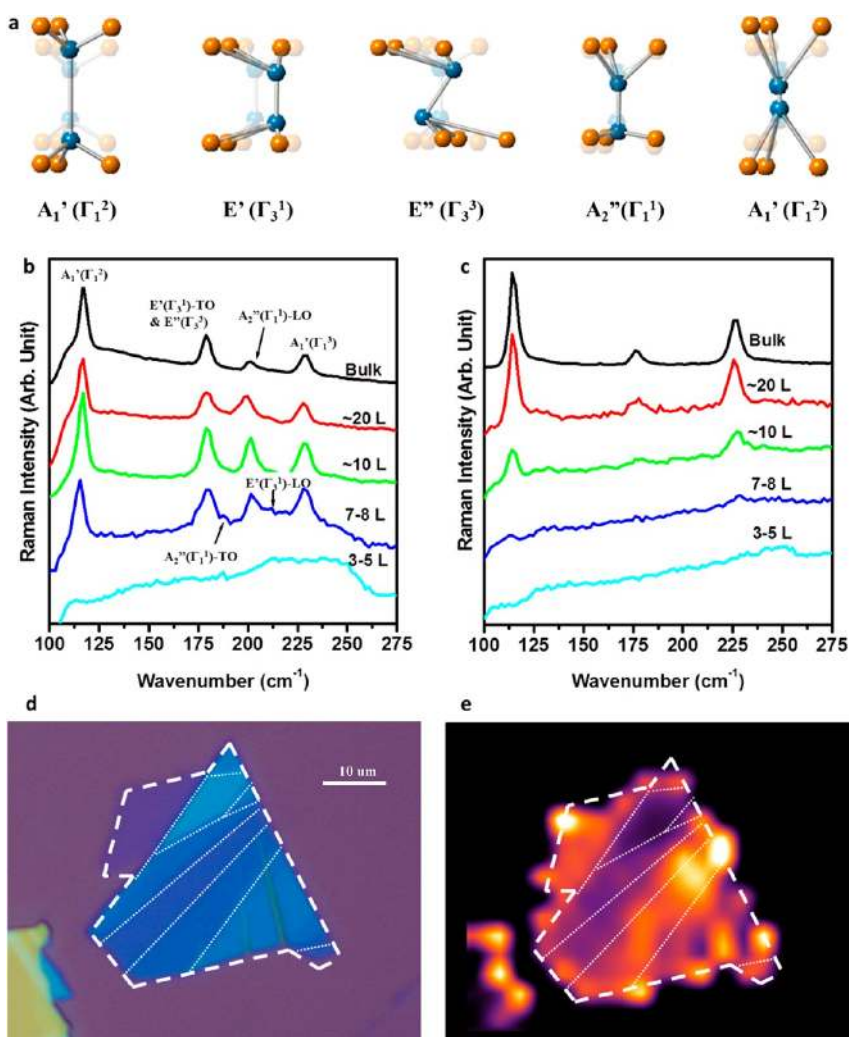 a
A₁’ (Γ₁²)
E’ (Γ₃¹)
E” (Γ₃³)
A₂”(Γ₁¹)
A₁’ (Γ₁²)
b
A₁’(Γ₁²)
E’(Γ₃¹)-TO
& E”(Γ₃³)
A₂”(Γ₁¹)-LO
A₁’(Γ₁³)
Bulk
~20 L
~10 L
E’(Γ₃¹)-LO
7-8 L
A₂”(Γ₁¹)-TO
3-5 L
Raman Intensity (Arb. Unit)
100 125 150 175 200 225 250 275
Wavenumber (cm⁻¹)
c
Bulk
~20 L
~10 L
7-8 L
3-5 L
Raman Intensity (Arb. Unit)
100 125 150 175 200 225 250 275
Wavenumber (cm⁻¹)
d
10 um
e